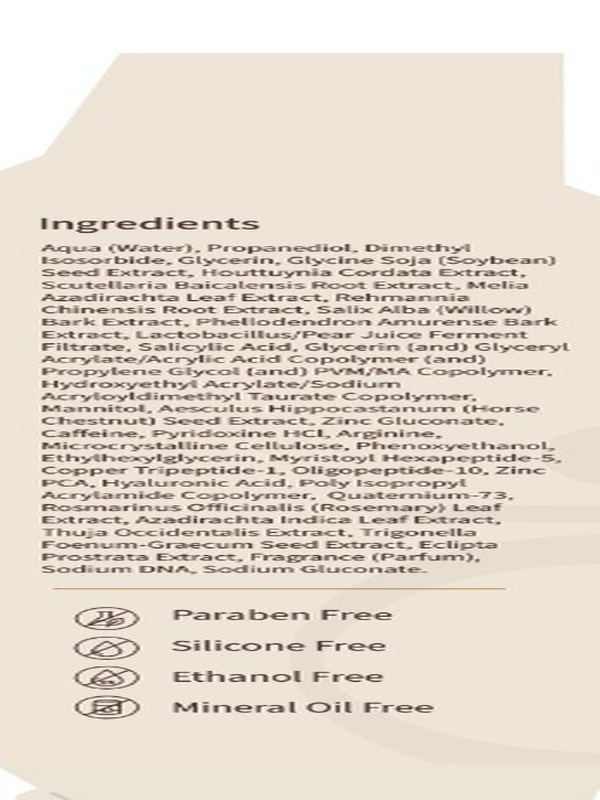 Ingredients
Aqua (Water), Propanediol, Dimethyl
Isosorbide, Glycerin, Glycine Soja (Soybean)
Seed Extract, Houttuynia Cordata Extract,
Scutellaria Baicalensis Root Extract, Melia
Azadirachta Leaf Extract, Rehmannia
Chinensis Root Extract, Salix Alba (Willow)
Bark Extract, Phellodendron Amurense Bark
Extract, Lactobacillus/Pear Juice Ferment
Filtrate, Salicylic Acid, Glycerin (and) Glyceryl
Acrylate/Acrylic Acid Copolymer (and)
Propylene Glycol (and) PVM/MA Copolymer,
Hydroxyethyl Acrylate/Sodium
Acryloyldimethyl Taurate Copolymer,
Mannitol, Aesculus Hippocastanum (Horse
Chestnut) Seed Extract, Zinc Gluconate,
Caffeine, Pyridoxine HCl, Arginine,
Microcrystalline Cellulose, Phenoxyethanol,
Ethylhexylglycerin, Myristoyl Hexapeptide-5,
Copper Tripeptide-1, Oligopeptide-10, Zinc
PCA, Hyaluronic Acid, Poly Isopropyl
Acrylamide Copolymer, Quaternium-73,
Rosmarinus Officinalis (Rosemary) Leaf
Extract, Azadirachta Indica Leaf Extract,
Thuja Occidentalis Extract, Trigonella
Foenum-Graecum Seed Extract, Eclipta
Prostrata Extract, Fragrance (Parfum),
Sodium DNA, Sodium Gluconate.
Paraben Free
Silicone Free
Ethanol Free
Mineral Oil Free